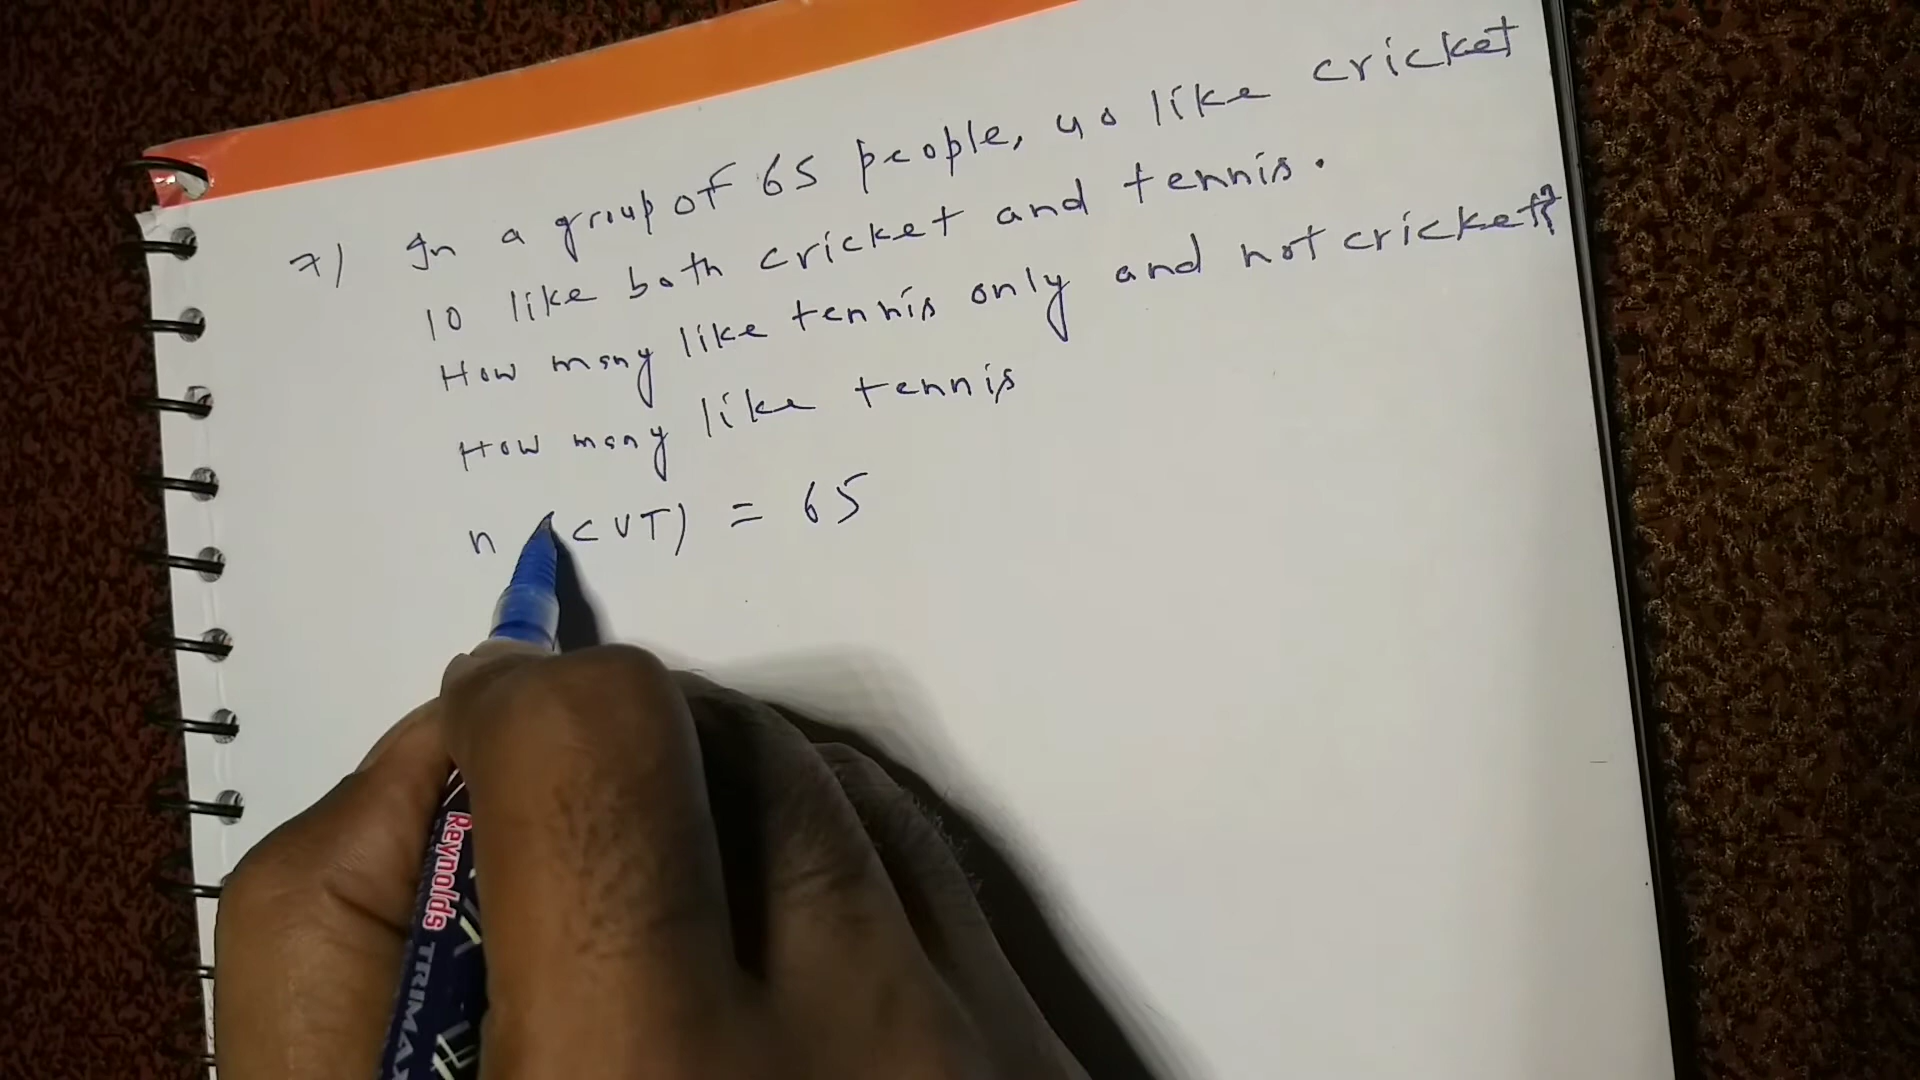 7) In a group of 65 people, 40 like cricket
10 like both cricket and tennis.
How many like tennis only and not cricket?
How many like tennis
n (CUT) = 65
Reynolds TRIMAX